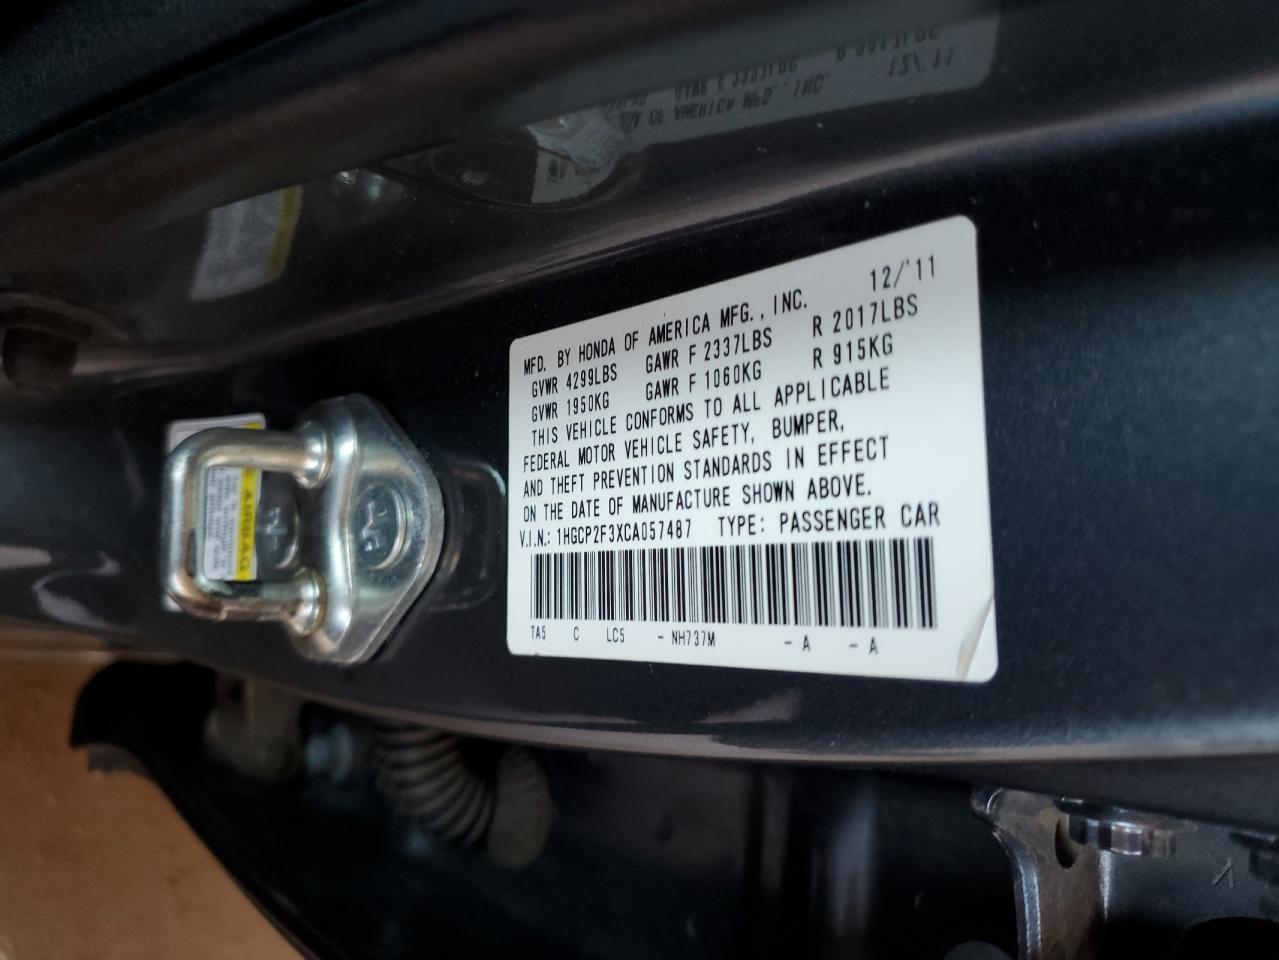 MFD. BY HONDA OF AMERICA MFG., INC. 12/'11
GVWR 4299LBS GAWR F 2337LBS R 2017LBS
GVWR 1950KG GAWR F 1060KG R 915KG
THIS VEHICLE CONFORMS TO ALL APPLICABLE
FEDERAL MOTOR VEHICLE SAFETY, BUMPER,
AND THEFT PREVENTION STANDARDS IN EFFECT
ON THE DATE OF MANUFACTURE SHOWN ABOVE.
V.I.N.: 1HGCP2F3XCA057487 TYPE: PASSENGER CAR
TA5 C LC5 - NH737M - A - A
AIRBAG